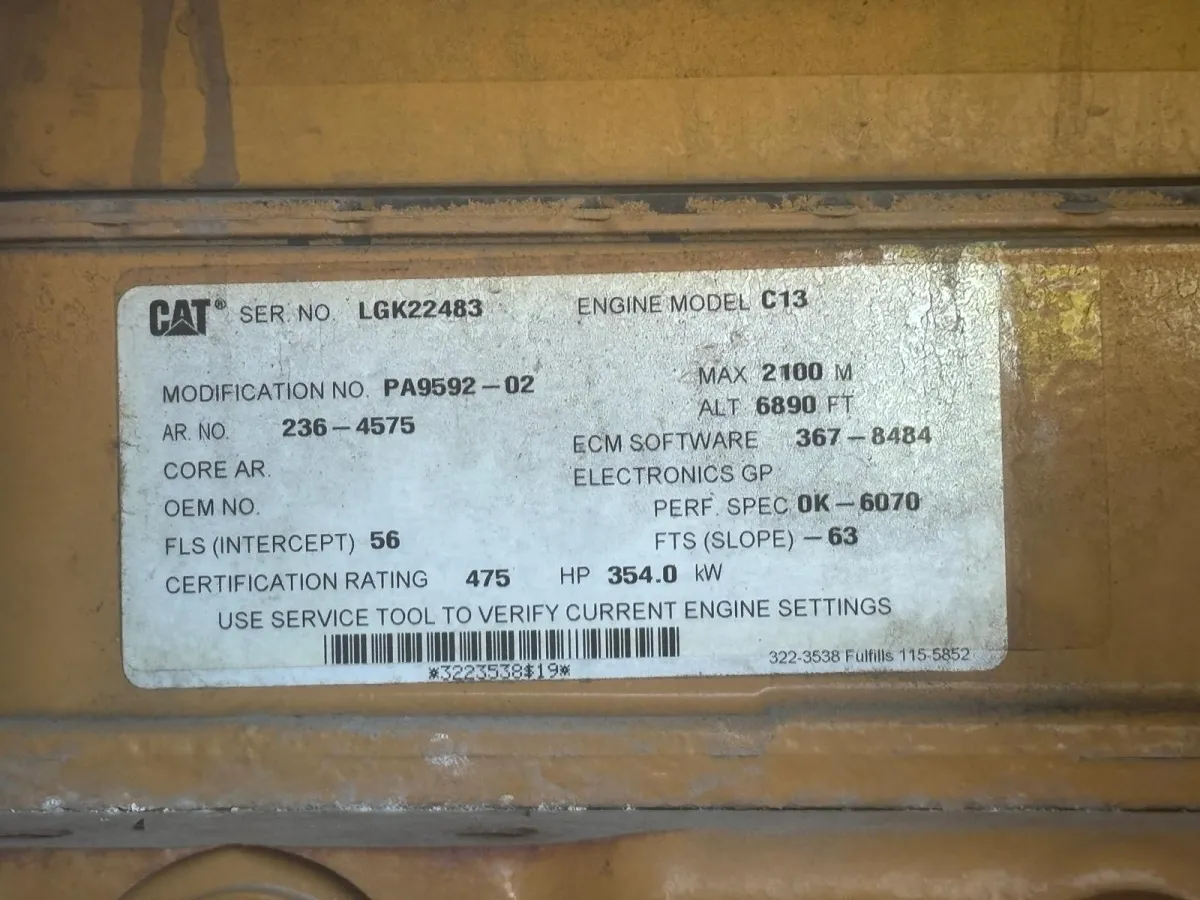 CAT® SER. NO. LGK22483 ENGINE MODEL C13
MODIFICATION NO. PA9592-02 MAX 2100 M
ALT 6890 FT
AR. NO. 236-4575
ECM SOFTWARE 367-8484
CORE AR. ELECTRONICS GP
OEM NO. PERF. SPEC 0K-6070
FLS (INTERCEPT) 56 FTS (SLOPE) -63
CERTIFICATION RATING 475 HP 354.0 kW
USE SERVICE TOOL TO VERIFY CURRENT ENGINE SETTINGS
*3223538$19*
322-3538 Fulfills 115-5852